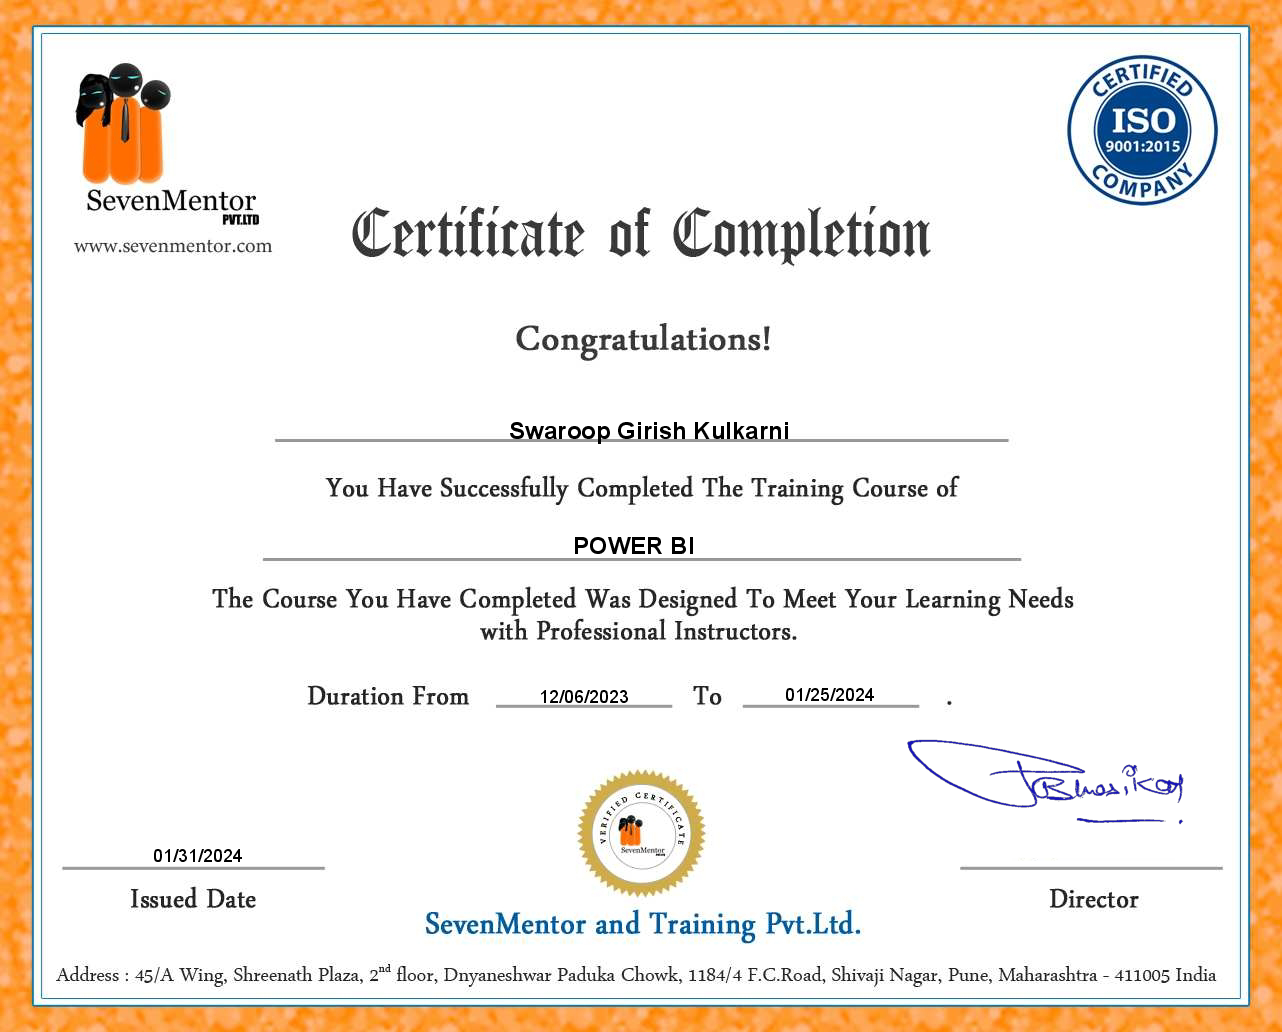 SevenMentor
PVT.LTD
www.sevenmentor.com
CERTIFIED
ISO
9001:2015
COMPANY
Certificate of Completion
Congratulations!
Swaroop Girish Kulkarni
You Have Successfully Completed The Training Course of
POWER BI
The Course You Have Completed Was Designed To Meet Your Learning Needs
with Professional Instructors.
Duration From 12/06/2023 To 01/25/2024 .
VERIFIED CERTIFICATE
SevenMentor
01/31/2024
Issued Date
Director
SevenMentor and Training Pvt.Ltd.
Address : 45/A Wing, Shreenath Plaza, 2nd floor, Dnyaneshwar Paduka Chowk, 1184/4 F.C.Road, Shivaji Nagar, Pune, Maharashtra - 411005 India